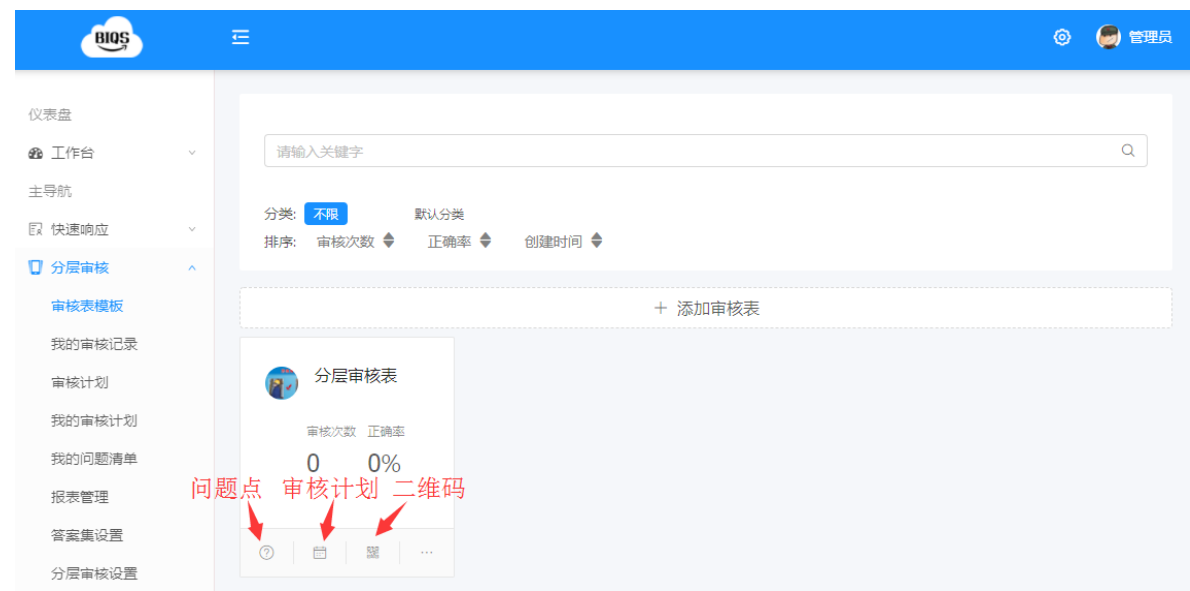 BIQS
管理员
仪表盘
工作台
主导航
快速响应
分层审核
审核表模板
我的审核记录
审核计划
我的审核计划
我的问题清单
报表管理
答案集设置
分层审核设置
请输入关键字
分类: 不限 默认分类
排序: 审核次数 正确率 创建时间
+ 添加审核表
分层审核表
审核次数 正确率
0 0%
问题点 审核计划 二维码